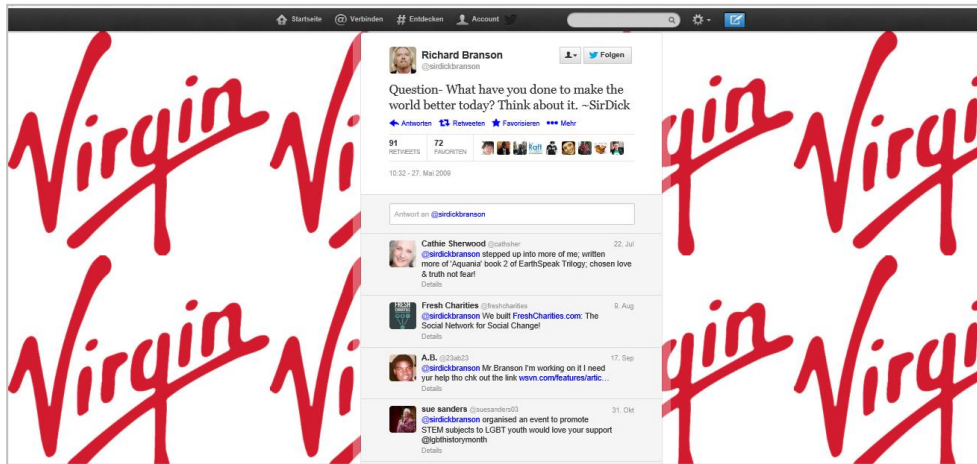 Startseite @ Verbinden # Entdecken Account
Virgin Virgin Virgin Virgin
Richard Branson
@sirdickbranson
Folgen
Question- What have you done to make the
world better today? Think about it. ~SirDick
Antworten Retweeten Favorisieren Mehr
91 72
RETWEETS FAVORITEN
10:32 - 27. Mai 2009
Antwort an @sirdickbranson
Cathie Sherwood @cathsher 22. Jul
@sirdickbranson stepped up into more of me; written
more of 'Aquania' book 2 of EarthSpeak Trilogy; chosen love
& truth not fear!
Details
Virgin Virgin Virgin Virgin
FRESH
CHARITIES
Fresh Charities @freshcharities 9. Aug
@sirdickbranson We built FreshCharities.com: The
Social Network for Social Change!
Details
A.B. @23ab23 17. Sep
@sirdickbranson Mr.Branson I'm working on it I need
yur help tho chk out the link wsvn.com/features/artic...
Details
sue sanders @suesanders03 31. Okt
@sirdickbranson organised an event to promote
STEM subjects to LGBT youth would love your support
@lgbthistorymonth
Details